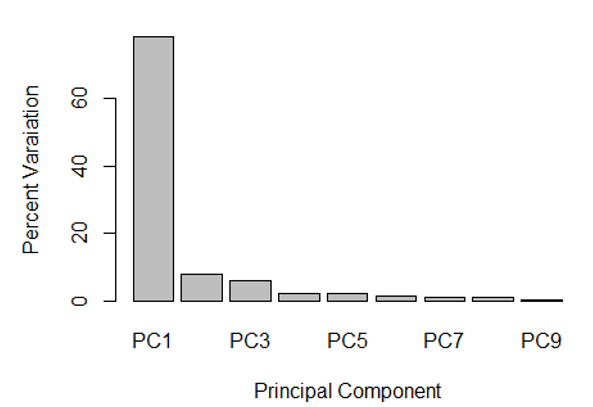 Percent Varaiation
60
40
20
0
PC1 PC3 PC5 PC7 PC9
Principal Component